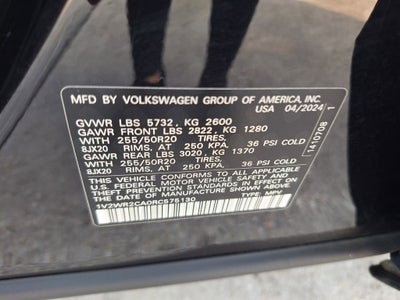 MFD. BY VOLKSWAGEN GROUP OF AMERICA, INC.
USA 04/2024
GVWR LBS 5732, KG 2600
GAWR FRONT LBS 2822, KG 1280
WITH 255/50R20 TIRES,
8JX20 RIMS, AT 250 KPA, 36 PSI COLD
GAWR REAR LBS 3020, KG 1370
WITH 255/50R20 TIRES,
8JX20 RIMS, AT 250 KPA, 36 PSI COLD
THIS VEHICLE CONFORMS TO ALL APPLICABLE
FEDERAL MOTOR VEHICLE SAFETY AND
THEFT PREVENTION STANDARDS IN EFFECT ON
THE DATE OF MANUFACTURE SHOWN ABOVE.
1V2WR2CA0RC575130
1410708 1